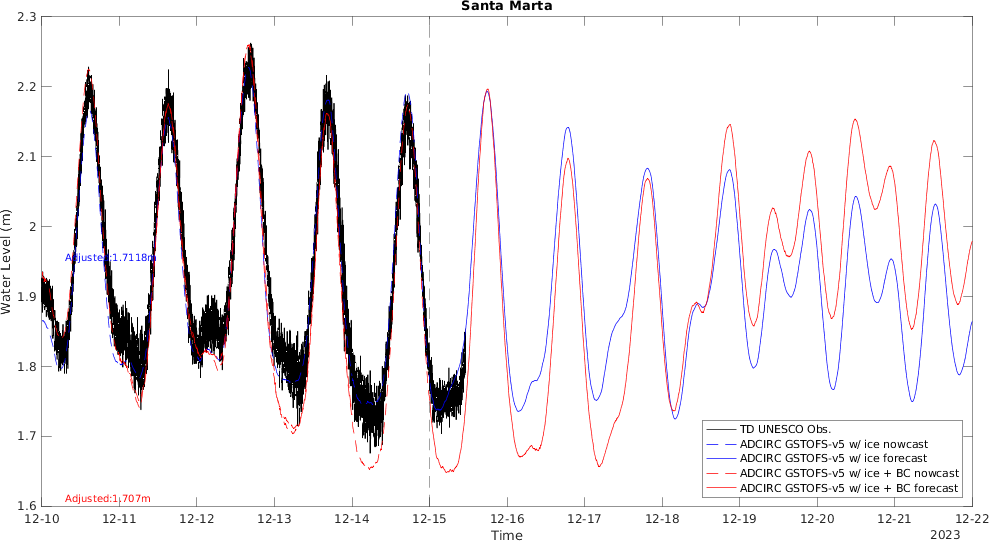 Santa Marta
2.3
2.2
2.1
2
1.9
1.8
1.7
1.6
Water Level (m)
Adjusted:1.7118m
Adjusted:1.707m
TD UNESCO Obs.
ADCIRC GSTOFS-v5 w/ ice nowcast
ADCIRC GSTOFS-v5 w/ ice forecast
ADCIRC GSTOFS-v5 w/ ice + BC nowcast
ADCIRC GSTOFS-v5 w/ ice + BC forecast
12-10 12-11 12-12 12-13 12-14 12-15 12-16 12-17 12-18 12-19 12-20 12-21 12-22
Time
2023